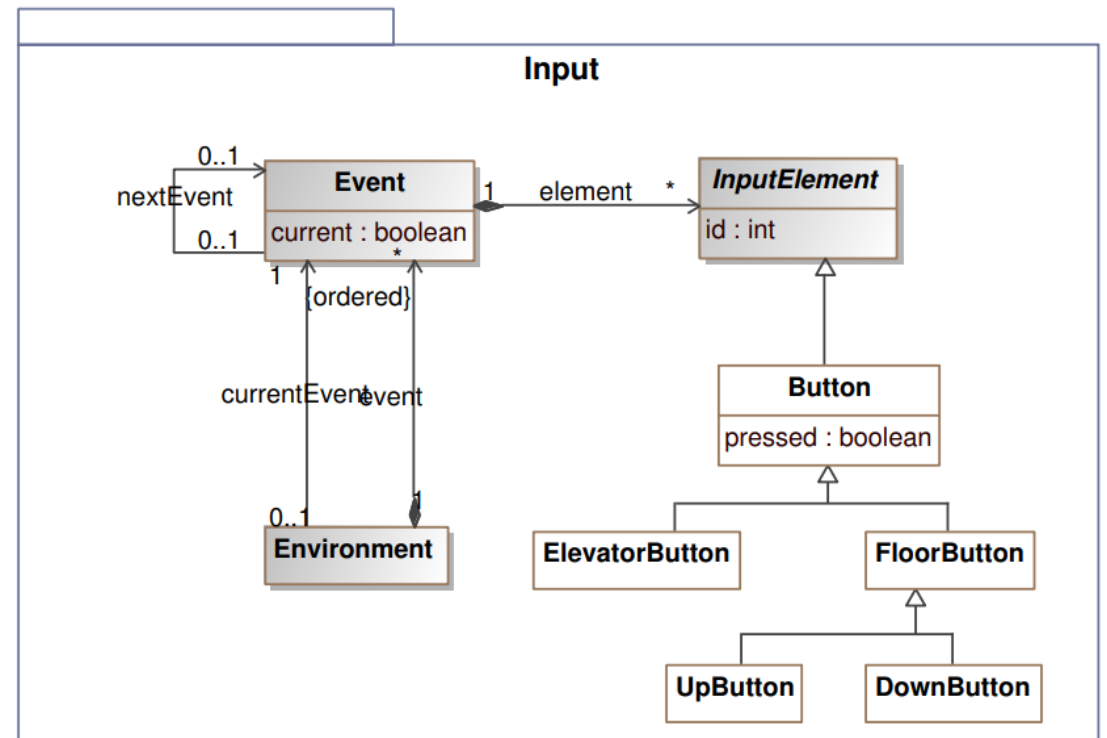 Input
0..1
nextEvent
0..1
Event
current : boolean
1
element
*
InputElement
id : int
1
*
{ordered}
currentEvent
event
0..1
1
Environment
Button
pressed : boolean
ElevatorButton
FloorButton
UpButton
DownButton